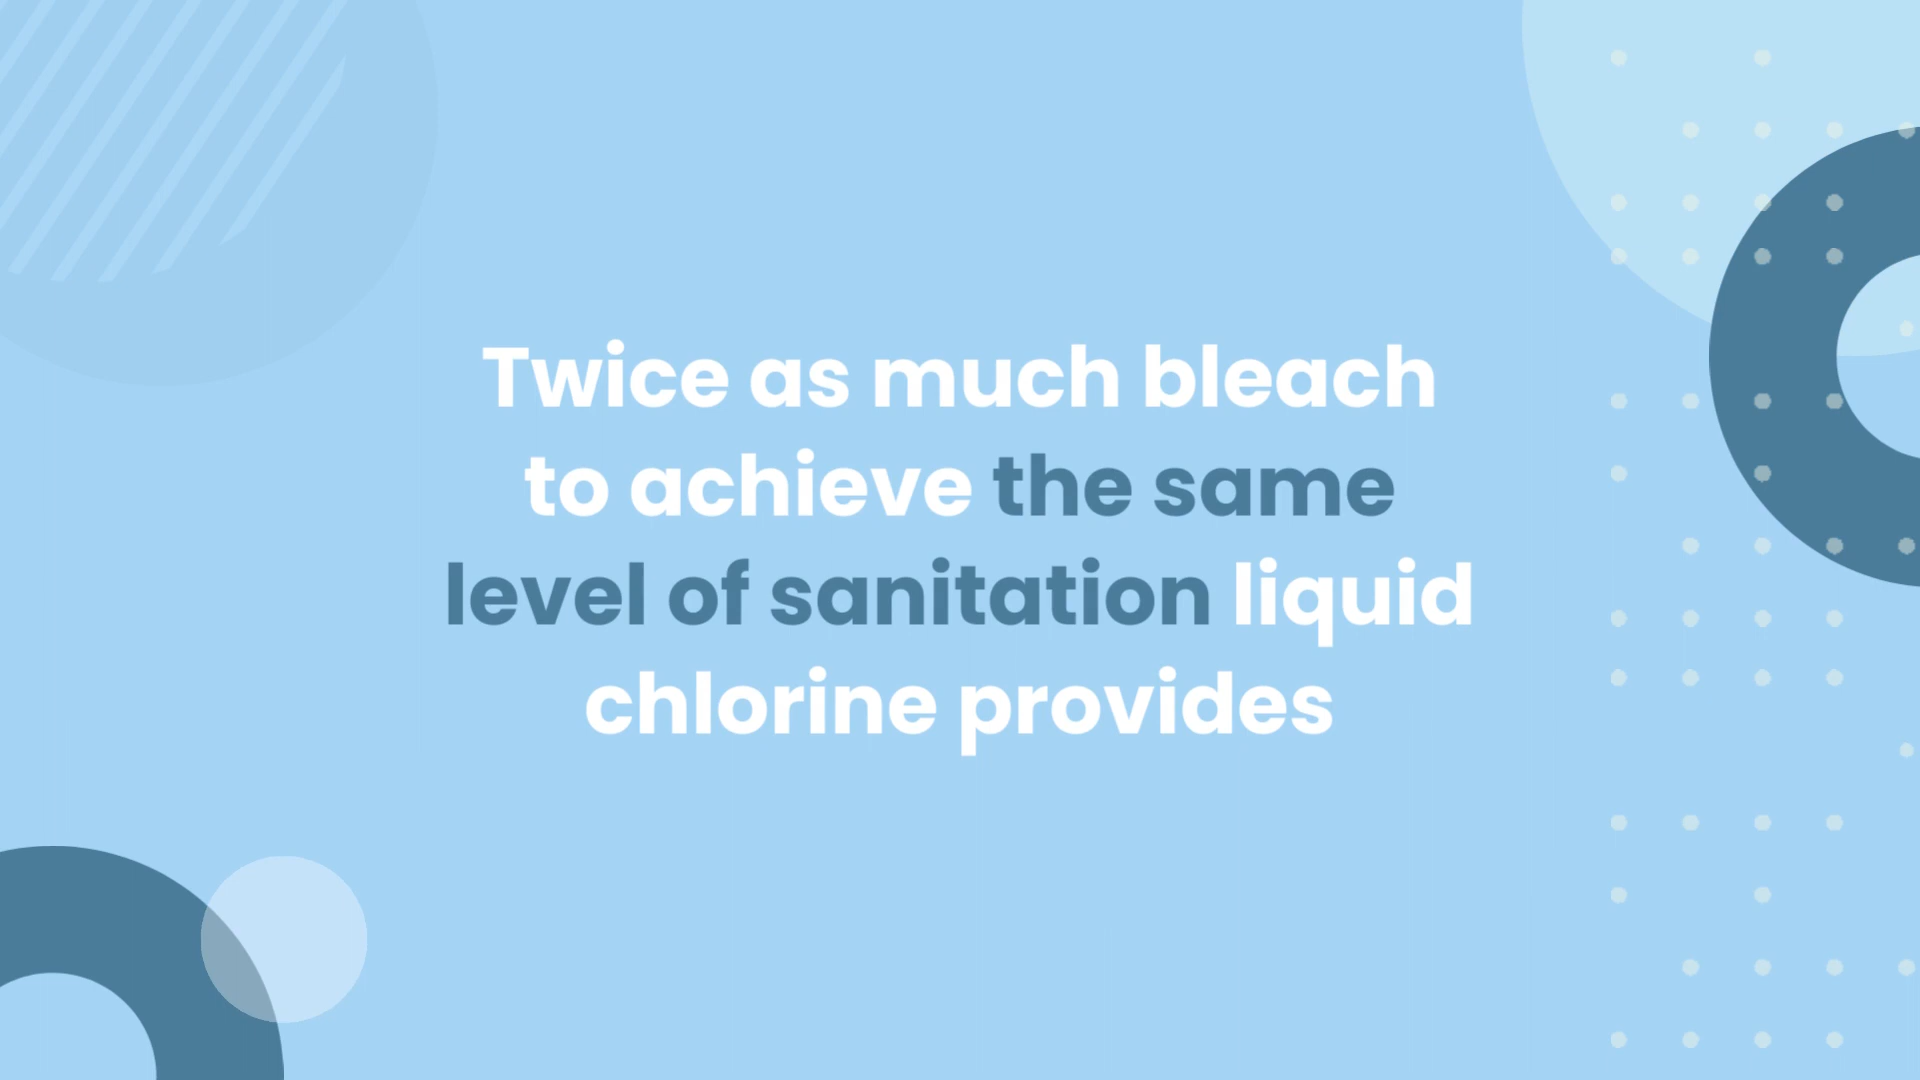 Twice as much bleach
to achieve the same
level of sanitation liquid
chlorine provides